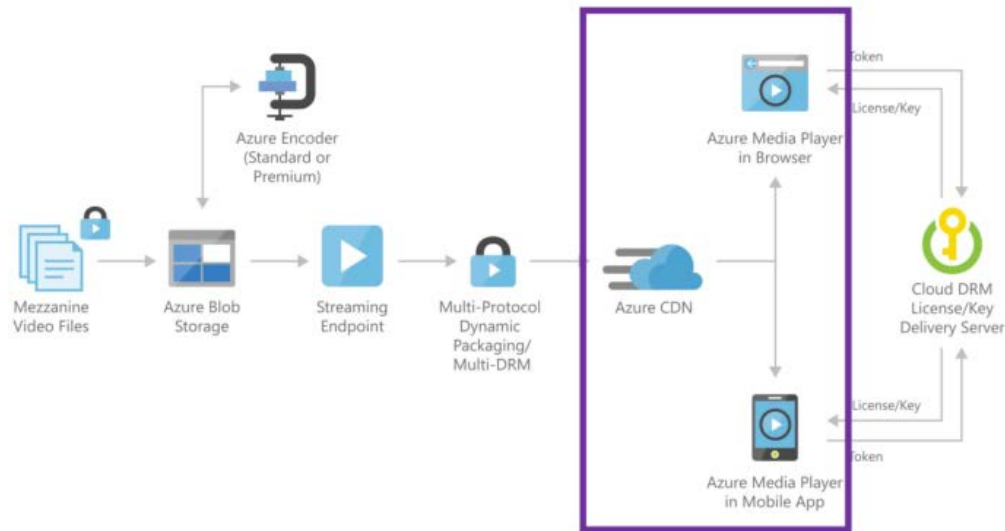 Token
License/Key
Azure Encoder
(Standard or
Premium)
Azure Media Player
in Browser
Mezzanine
Video Files
Azure Blob
Storage
Streaming
Endpoint
Multi-Protocol
Dynamic
Packaging/
Multi-DRM
Azure CDN
Cloud DRM
License/Key
Delivery Server
License/Key
Token
Azure Media Player
in Mobile App